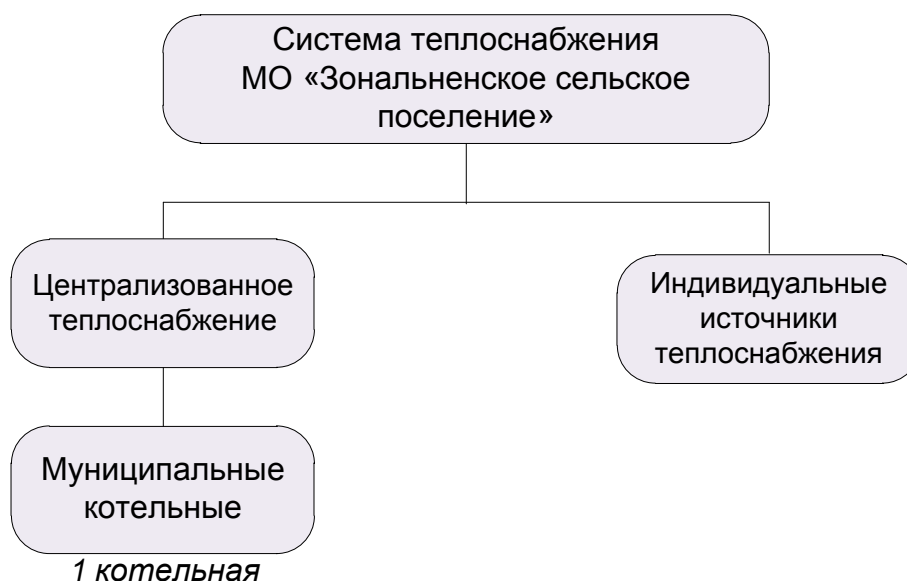 Система теплоснабжения
МО «Зональненское сельское
поселение»
Централизованное
теплоснабжение
Индивидуальные
источники
теплоснабжения
Муниципальные
котельные
1 котельная